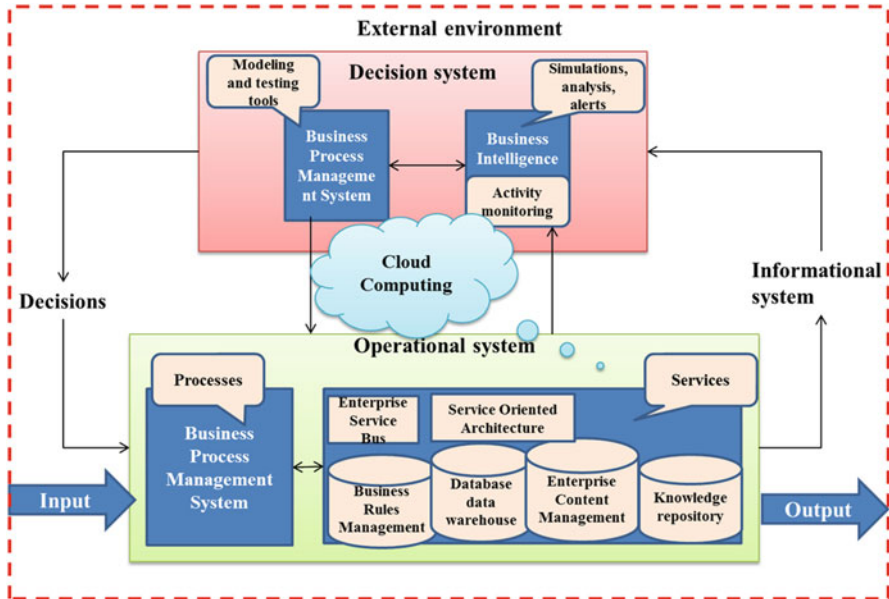 External environment
Decision system
Modeling
and testing
tools
Simulations,
analysis,
alerts
Business
Process
Manageme
nt System
Business
Intelligence
Activity
monitoring
Cloud
Computing
Decisions
Informational
system
Operational system
Processes
Services
Business
Process
Management
System
Enterprise
Service
Bus
Service Oriented
Architecture
Business
Rules
Management
Database
data
warehouse
Enterprise
Content
Management
Knowledge
repository
Input
Output